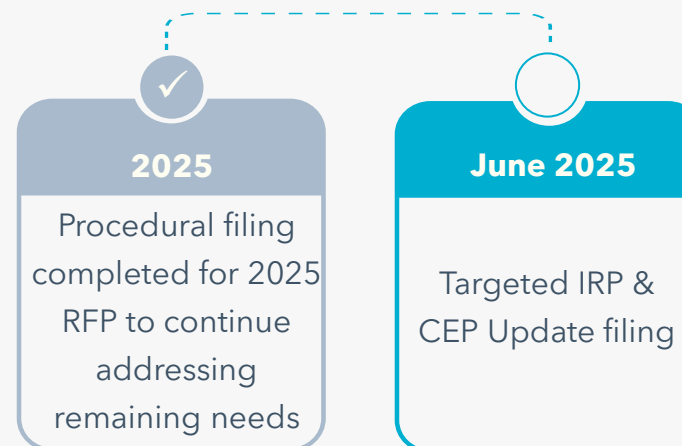 2025
Procedural filing
completed for 2025
RFP to continue
addressing
remaining needs
June 2025
Targeted IRP &
CEP Update filing